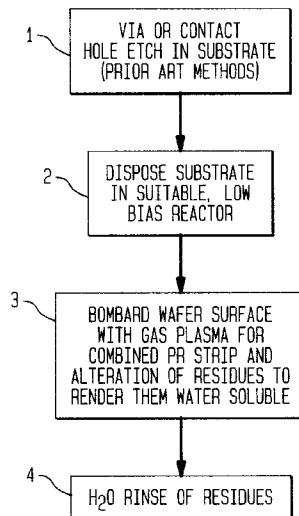 1
VIA OR CONTACT
HOLE ETCH IN SUBSTRATE
(PRIOR ART METHODS)
2
DISPOSE SUBSTRATE
IN SUITABLE, LOW
BIAS REACTOR
3
BOMBARD WAFER SURFACE
WITH GAS PLASMA FOR
COMBINED PR STRIP AND
ALTERATION OF RESIDUES TO
RENDER THEM WATER SOLUBLE
4
H₂O RINSE OF RESIDUES